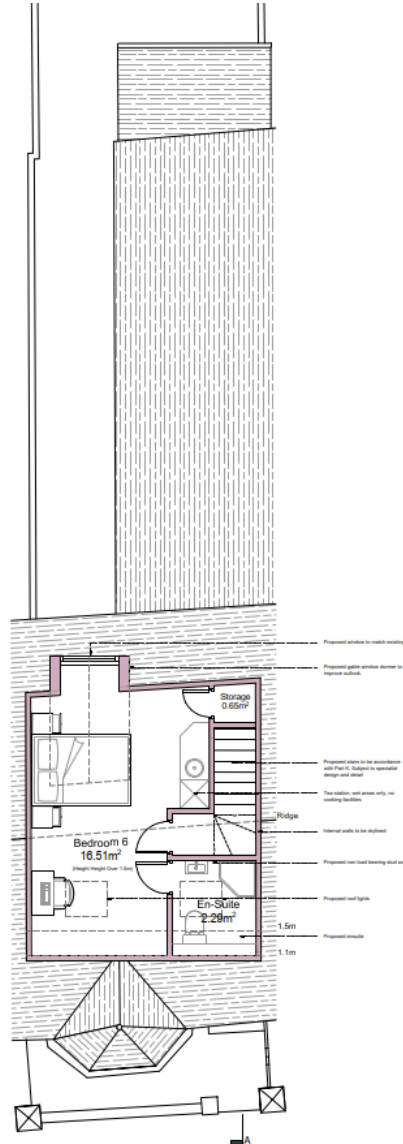 Proposed window to match existing
Proposed gable window dormer to
improve outlook.
Storage
0.65m²
Proposed stairs to be accordance
with Part K. Subject to specialist
design and detail
Tea station, wet areas only, no
cooking facilities
Ridge
Internal walls to be drylined
Bedroom 6
16.51m²
(Height Height Over 1.5m)
Proposed non load bearing stud wa
Proposed roof lights
En-Suite
2.29m²
1.5m
Proposed ensuite
1.1m
A